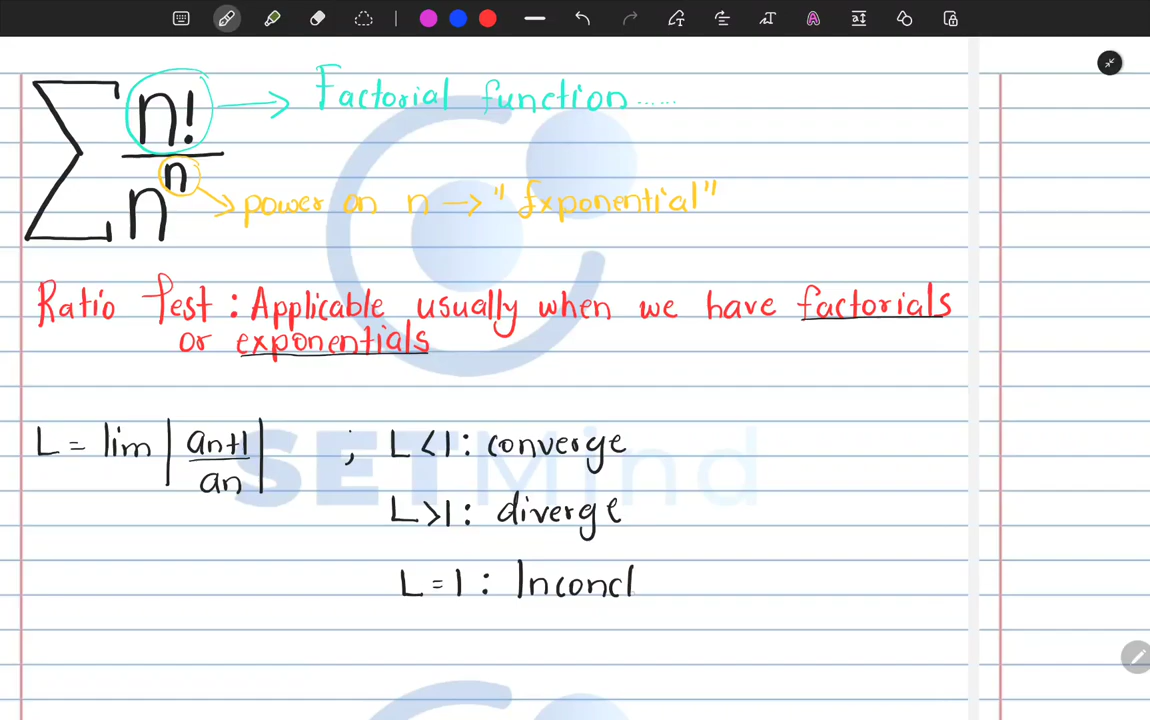 ∑ n!/n^n
→ Factorial function......
→ power on n → "Exponential"
Ratio Test : Applicable usually when we have factorials
or exponentials
L = lim |an+1/an| ; L<1 : converge
L>1 : diverge
L=1 : Inconcl
SETMind